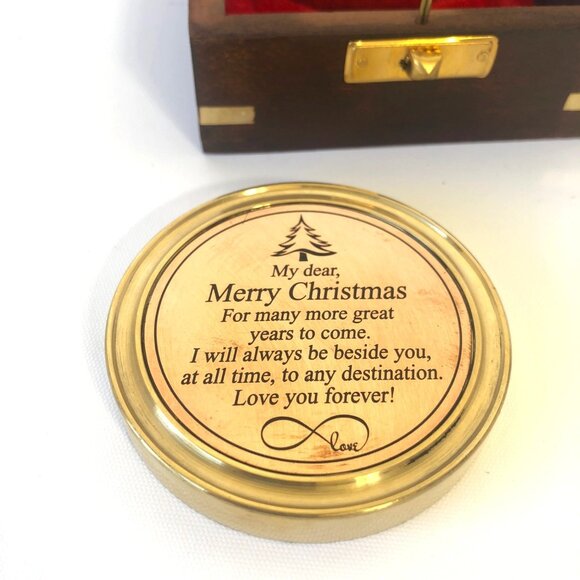 My dear,
Merry Christmas
For many more great
years to come.
I will always be beside you,
at all time, to any destination.
Love you forever!
love